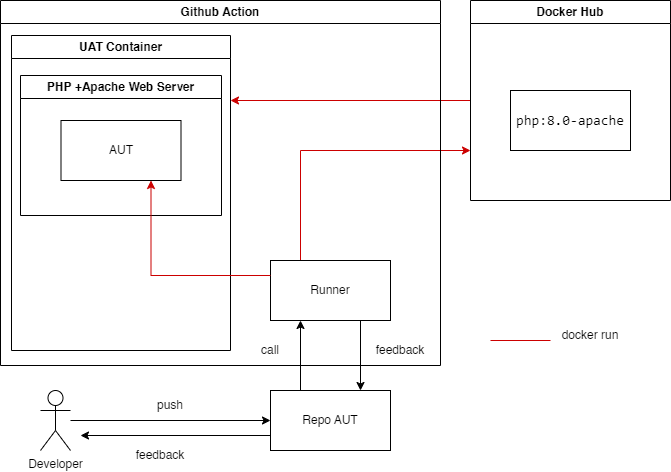 Github Action
Docker Hub
UAT Container
PHP +Apache Web Server
AUT
php:8.0-apache
Runner
docker run
call
feedback
push
Repo AUT
feedback
Developer